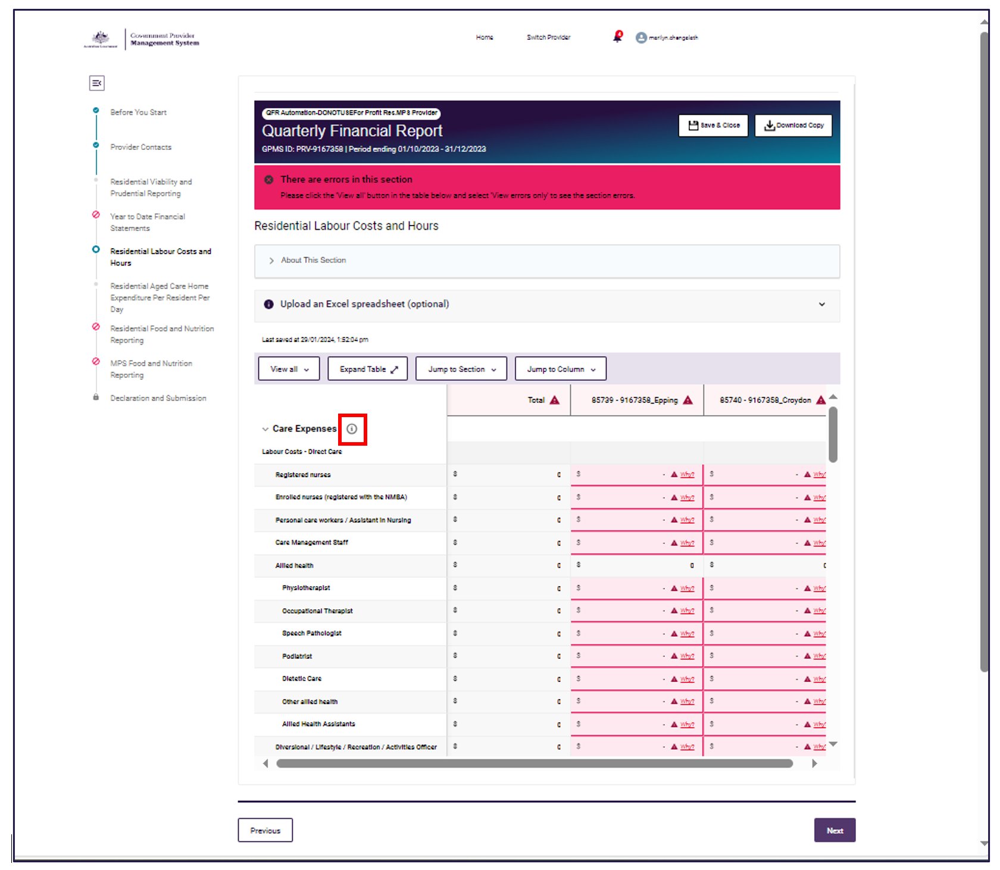 Government Provider
Management System
Home
Switch Provider
4
Before You Start
Provider Contacts
Residential Viability and
Prudential Reporting
Year to Date Financial
Statements
Residential Labour Costs and
Hours
Residential Aged Care Home
Expenditure Per Resident Per
Day
Residential Food and Nutrition
Reporting
MPS Food and Nutrition
Reporting
Declaration and Submission
QFR Automation-DONOTUSEFor Profit Res.MPS Provider
Quarterly Financial Report
GPMS ID: PRV-9167358 | Period ending 01/10/2023 - 31/12/2023
Save & Close
Download Copy
There are errors in this section
Please click the 'View all' button in the table below and select 'View errors only' to see the section errors.
Residential Labour Costs and Hours
About This Section
Upload an Excel spreadsheet (optional)
Last saved at 29/01/2024, 1:52:04 pm
View all
Expand Table
Jump to Section
Jump to Column
Total
85739 - 9167358_Epping
85740 - 9167358_Croydon
Care Expenses
Labour Costs - Direct Care
Registered nurses $ 0 $ - Why? $ - Why?
Enrolled nurses (registered with the NMBA) $ 0 $ - Why? $ - Why?
Personal care workers / Assistant in Nursing $ 0 $ - Why? $ - Why?
Care Management Staff $ 0 $ - Why? $ - Why?
Allied health $ 0 $ 0 $ 0
Physiotherapist $ 0 $ - Why? $ - Why?
Occupational Therapist $ 0 $ - Why? $ - Why?
Speech Pathologist $ 0 $ - Why? $ - Why?
Podiatrist $ 0 $ - Why? $ - Why?
Dietetic Care $ 0 $ - Why? $ - Why?
Other allied health $ 0 $ - Why? $ - Why?
Allied Health Assistants $ 0 $ - Why? $ - Why?
Diversional / Lifestyle / Recreation / Activities Officer $ 0 $ - Why? $ - Why?
Previous
Next